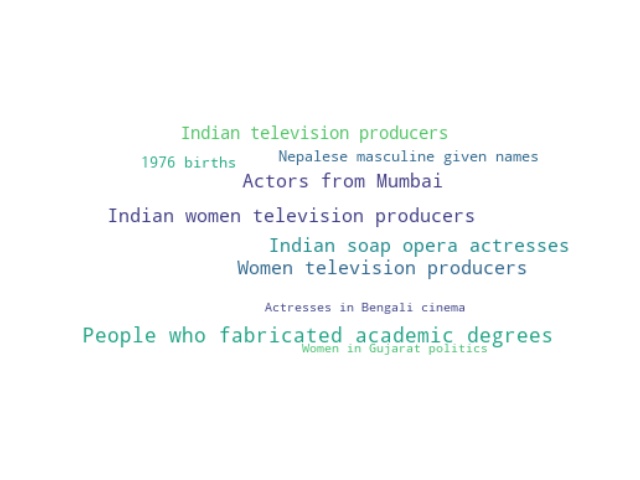 Indian television producers
Nepalese masculine given names
1976 births
Actors from Mumbai
Indian women television producers
Indian soap opera actresses
Women television producers
Actresses in Bengali cinema
People who fabricated academic degrees
Women in Gujarat politics